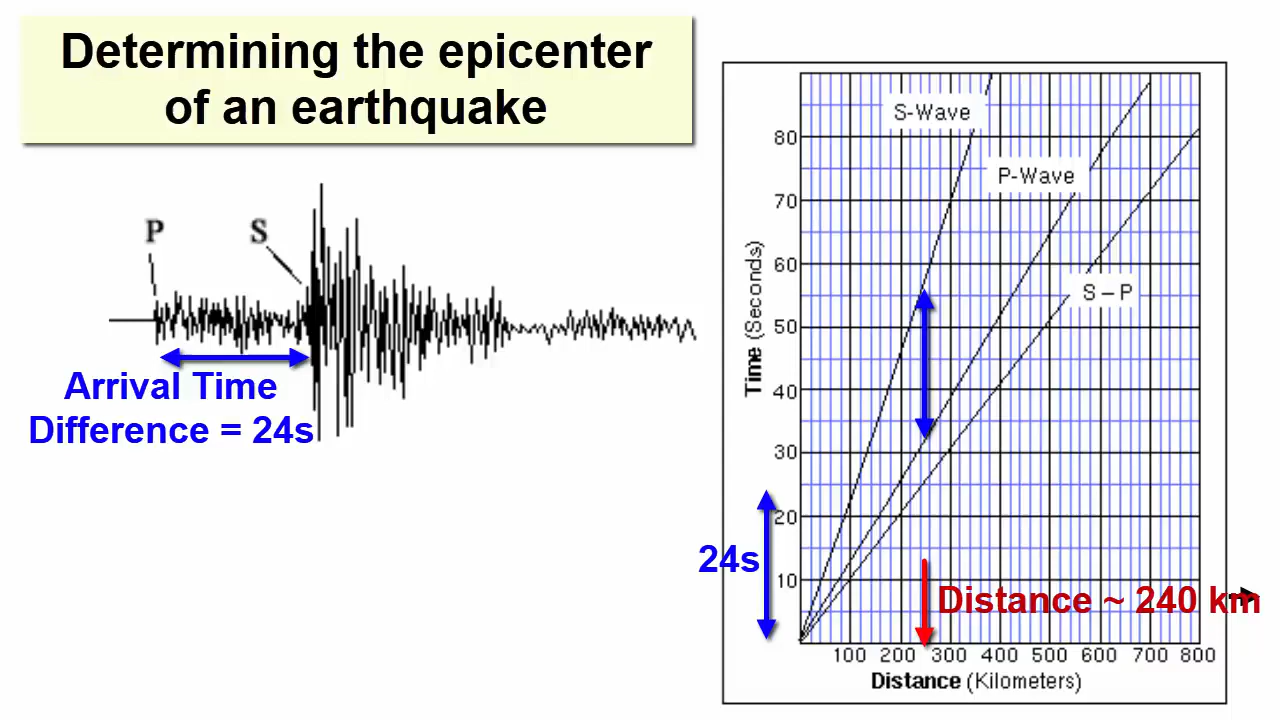 Determining the epicenter
of an earthquake
P
S
Arrival Time
Difference = 24s
S-Wave
P-Wave
S – P
80
70
60
50
40
30
20
10
Time (Seconds)
24s
Distance ~ 240 km
100 200 300 400 500 600 700 800
Distance (Kilometers)